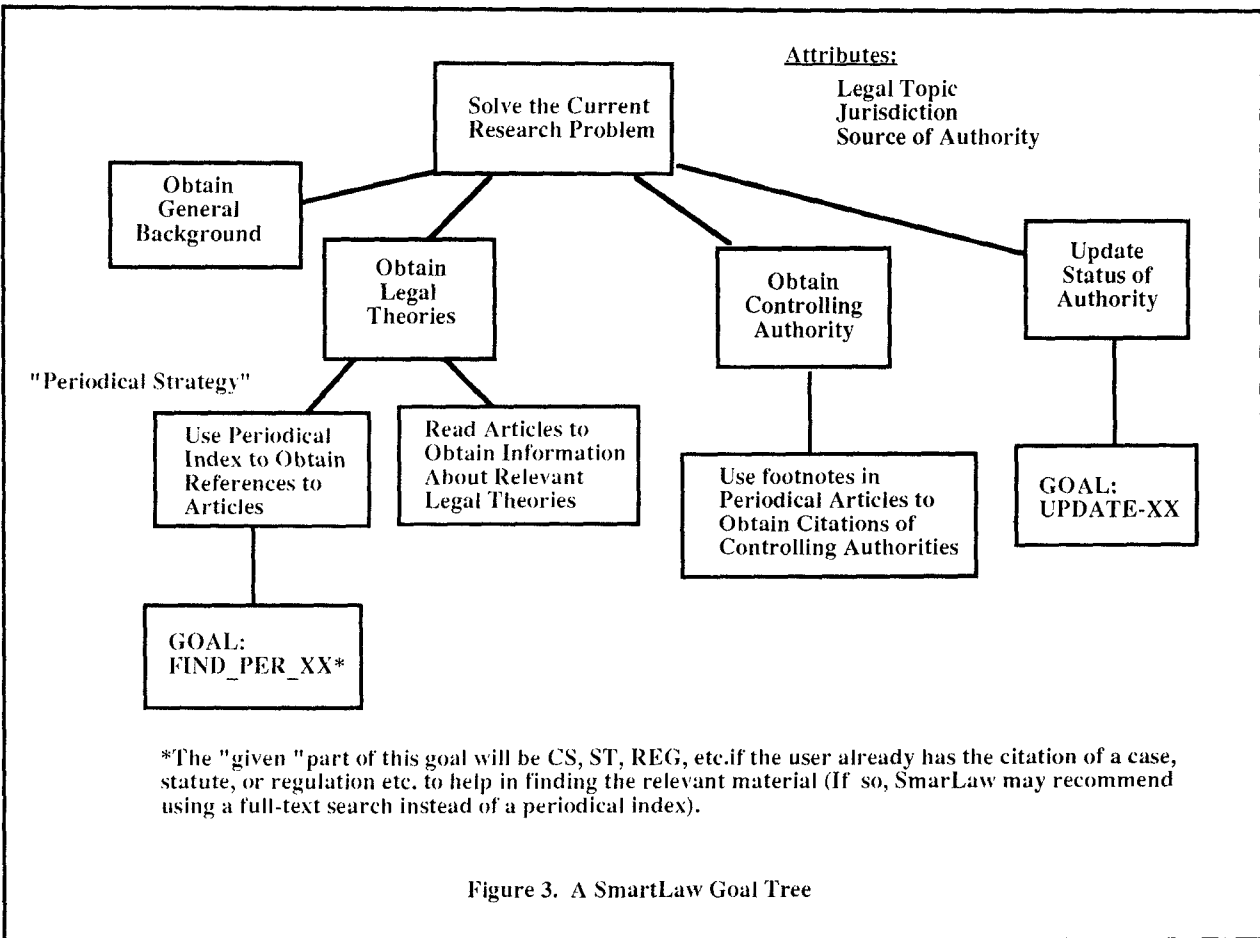 Attributes:
Legal Topic
Jurisdiction
Source of Authority
Solve the Current
Research Problem
Obtain
General
Background
Obtain
Legal
Theories
Obtain
Controlling
Authority
Update
Status of
Authority
"Periodical Strategy"
Use Periodical
Index to Obtain
References to
Articles
Read Articles to
Obtain Information
About Relevant
Legal Theories
Use footnotes in
Periodical Articles to
Obtain Citations of
Controlling Authorities
GOAL:
UPDATE-XX
GOAL:
FIND_PER_XX*
*The "given "part of this goal will be CS, ST, REG, etc.if the user already has the citation of a case,
statute, or regulation etc. to help in finding the relevant material (If so, SmarLaw may recommend
using a full-text search instead of a periodical index).
Figure 3. A SmartLaw Goal Tree